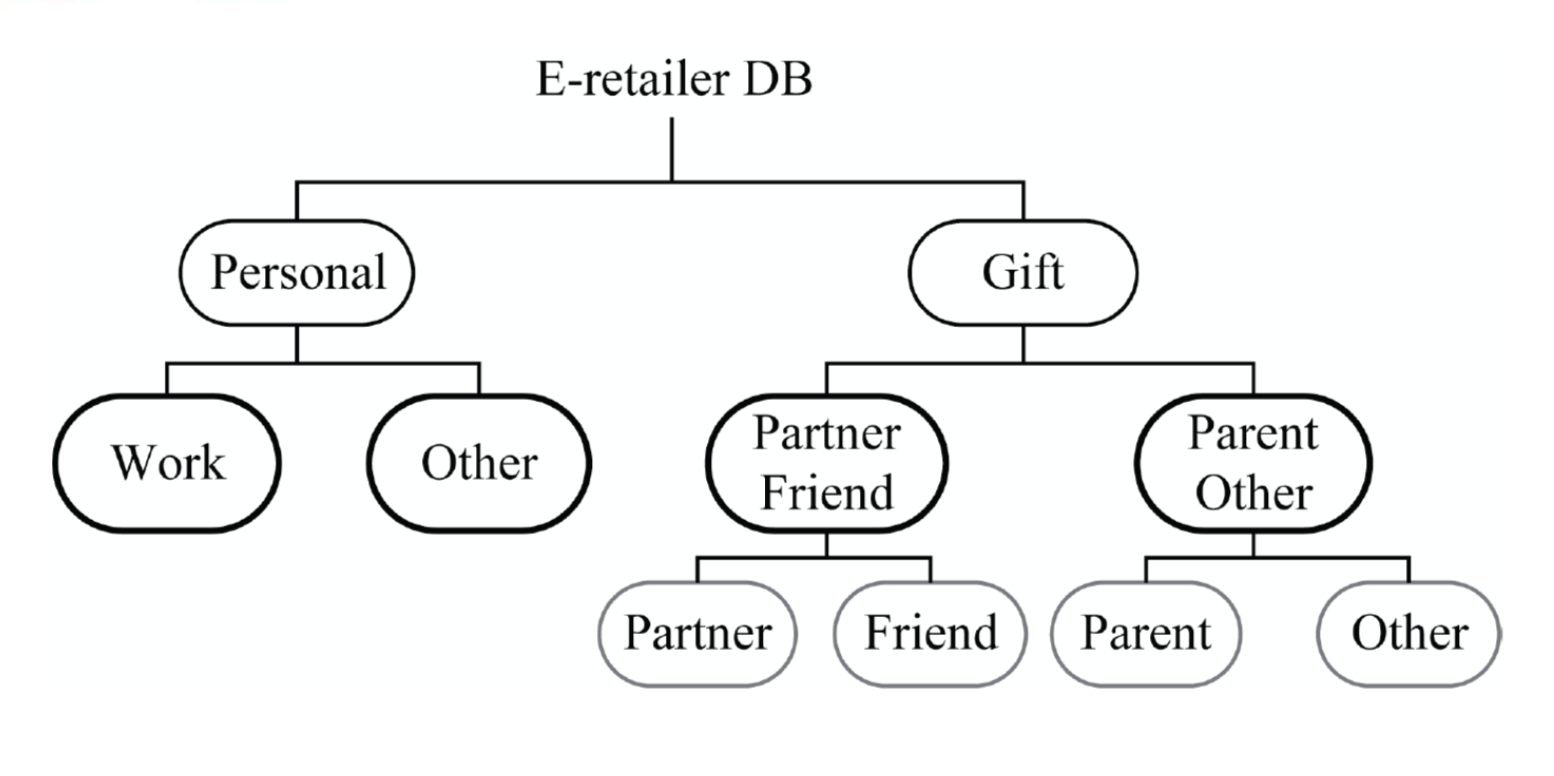 E-retailer DB
Personal
Gift
Work
Other
Partner
Friend
Parent
Other
Partner
Friend
Parent
Other